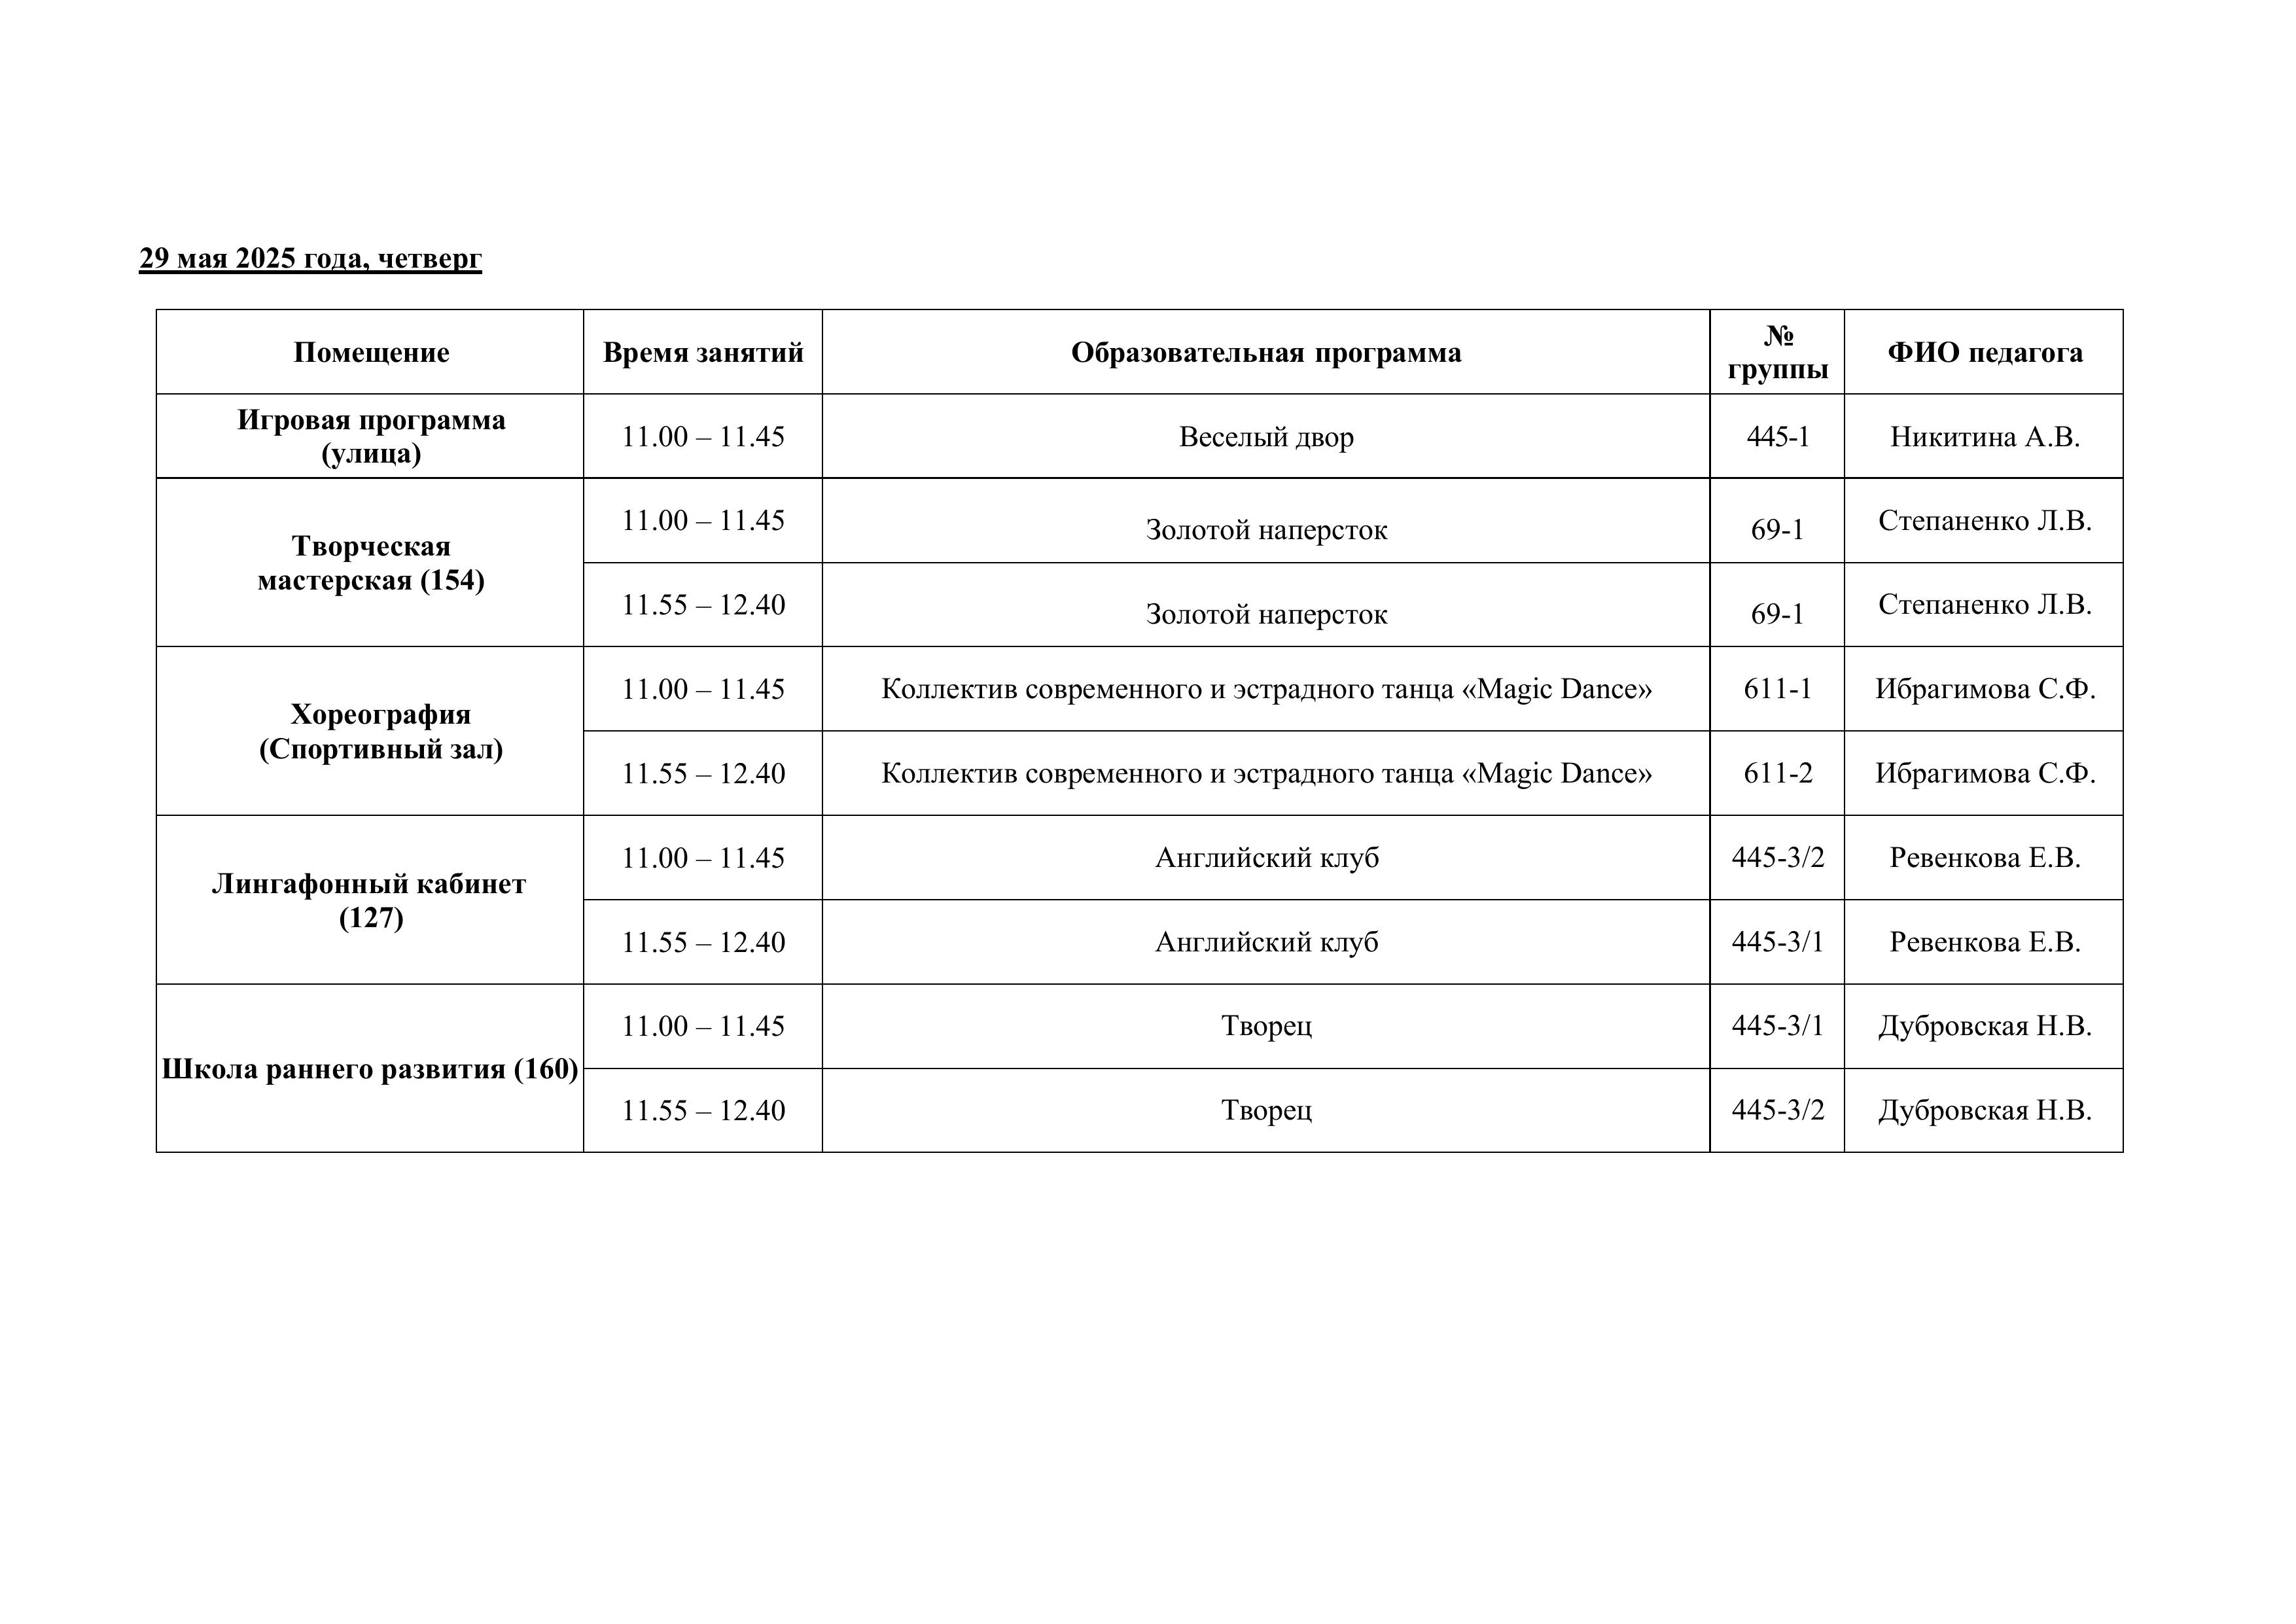 29 мая 2025 года, четверг
Помещение Время занятий Образовательная программа № группы ФИО педагога
Игровая программа (улица) 11.00 – 11.45 Веселый двор 445-1 Никитина А.В.
Творческая мастерская (154) 11.00 – 11.45 Золотой наперсток 69-1 Степаненко Л.В.
11.55 – 12.40 Золотой наперсток 69-1 Степаненко Л.В.
Хореография (Спортивный зал) 11.00 – 11.45 Коллектив современного и эстрадного танца «Magic Dance» 611-1 Ибрагимова С.Ф.
11.55 – 12.40 Коллектив современного и эстрадного танца «Magic Dance» 611-2 Ибрагимова С.Ф.
Лингафонный кабинет (127) 11.00 – 11.45 Английский клуб 445-3/2 Ревенкова Е.В.
11.55 – 12.40 Английский клуб 445-3/1 Ревенкова Е.В.
Школа раннего развития (160) 11.00 – 11.45 Творец 445-3/1 Дубровская Н.В.
11.55 – 12.40 Творец 445-3/2 Дубровская Н.В.